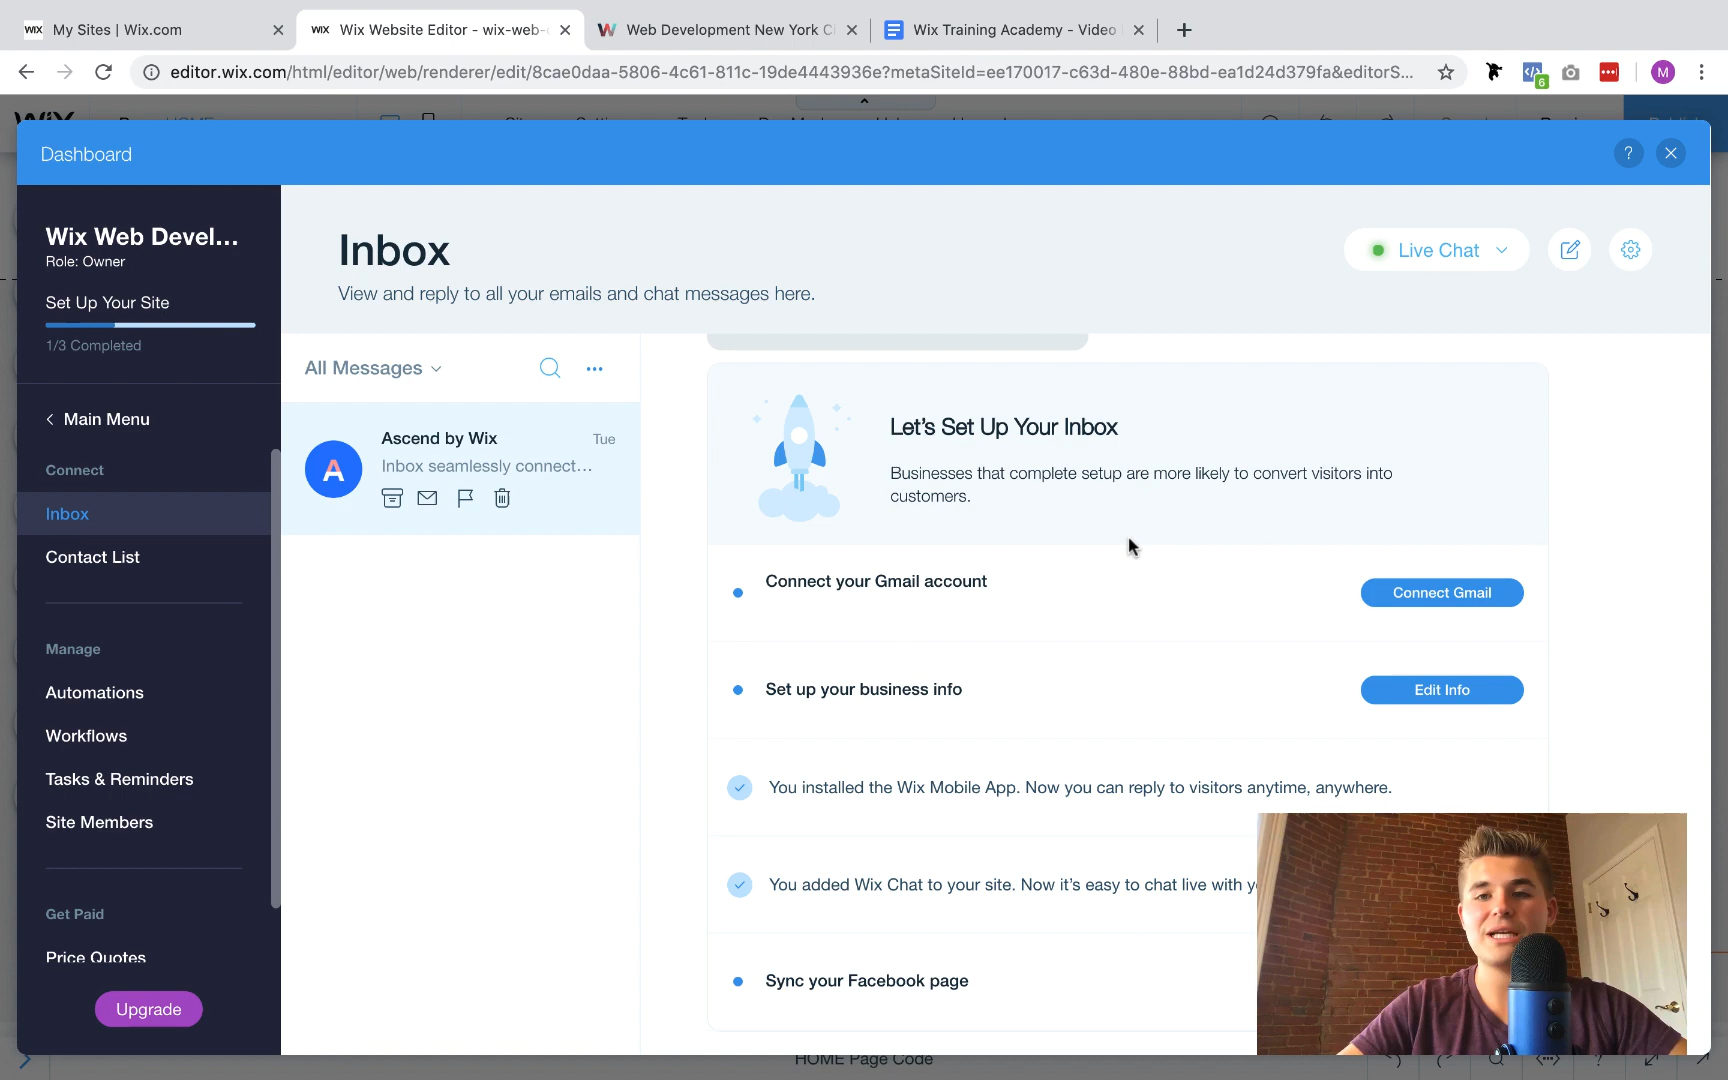 WIX My Sites | Wix.com
WIX Wix Website Editor - wix-web-
Web Development New York C
Wix Training Academy - Video
editor.wix.com/html/editor/web/renderer/edit/8cae0daa-5806-4c61-811c-19de4443936e?metaSiteId=ee170017-c63d-480e-88bd-ea1d24d379fa&editorS...
6
M
Dashboard
?
Wix Web Devel...
Role: Owner
Set Up Your Site
1/3 Completed
Main Menu
Connect
Inbox
Contact List
Manage
Automations
Workflows
Tasks & Reminders
Site Members
Get Paid
Price Quotes
Upgrade
Inbox
View and reply to all your emails and chat messages here.
Live Chat
All Messages
A
Ascend by Wix
Tue
Inbox seamlessly connect...
Let's Set Up Your Inbox
Businesses that complete setup are more likely to convert visitors into
customers.
Connect your Gmail account
Connect Gmail
Set up your business info
Edit Info
You installed the Wix Mobile App. Now you can reply to visitors anytime, anywhere.
You added Wix Chat to your site. Now it's easy to chat live with
Sync your Facebook page
HOME Page Code